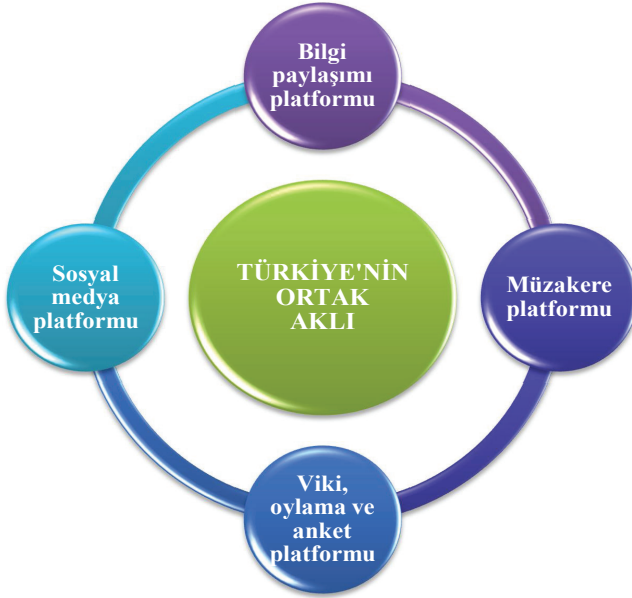 Bilgi
paylaşımı
platformu
Sosyal
medya
platformu
TÜRKİYE'NİN
ORTAK
AKLI
Müzakere
platformu
Viki,
oylama ve
anket
platformu